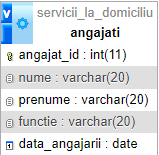 v
servicii_la_domiciliu
angajati
angajat_id : int(11)
nume : varchar(20)
prenume : varchar(20)
functie : varchar(20)
data_angajarii : date